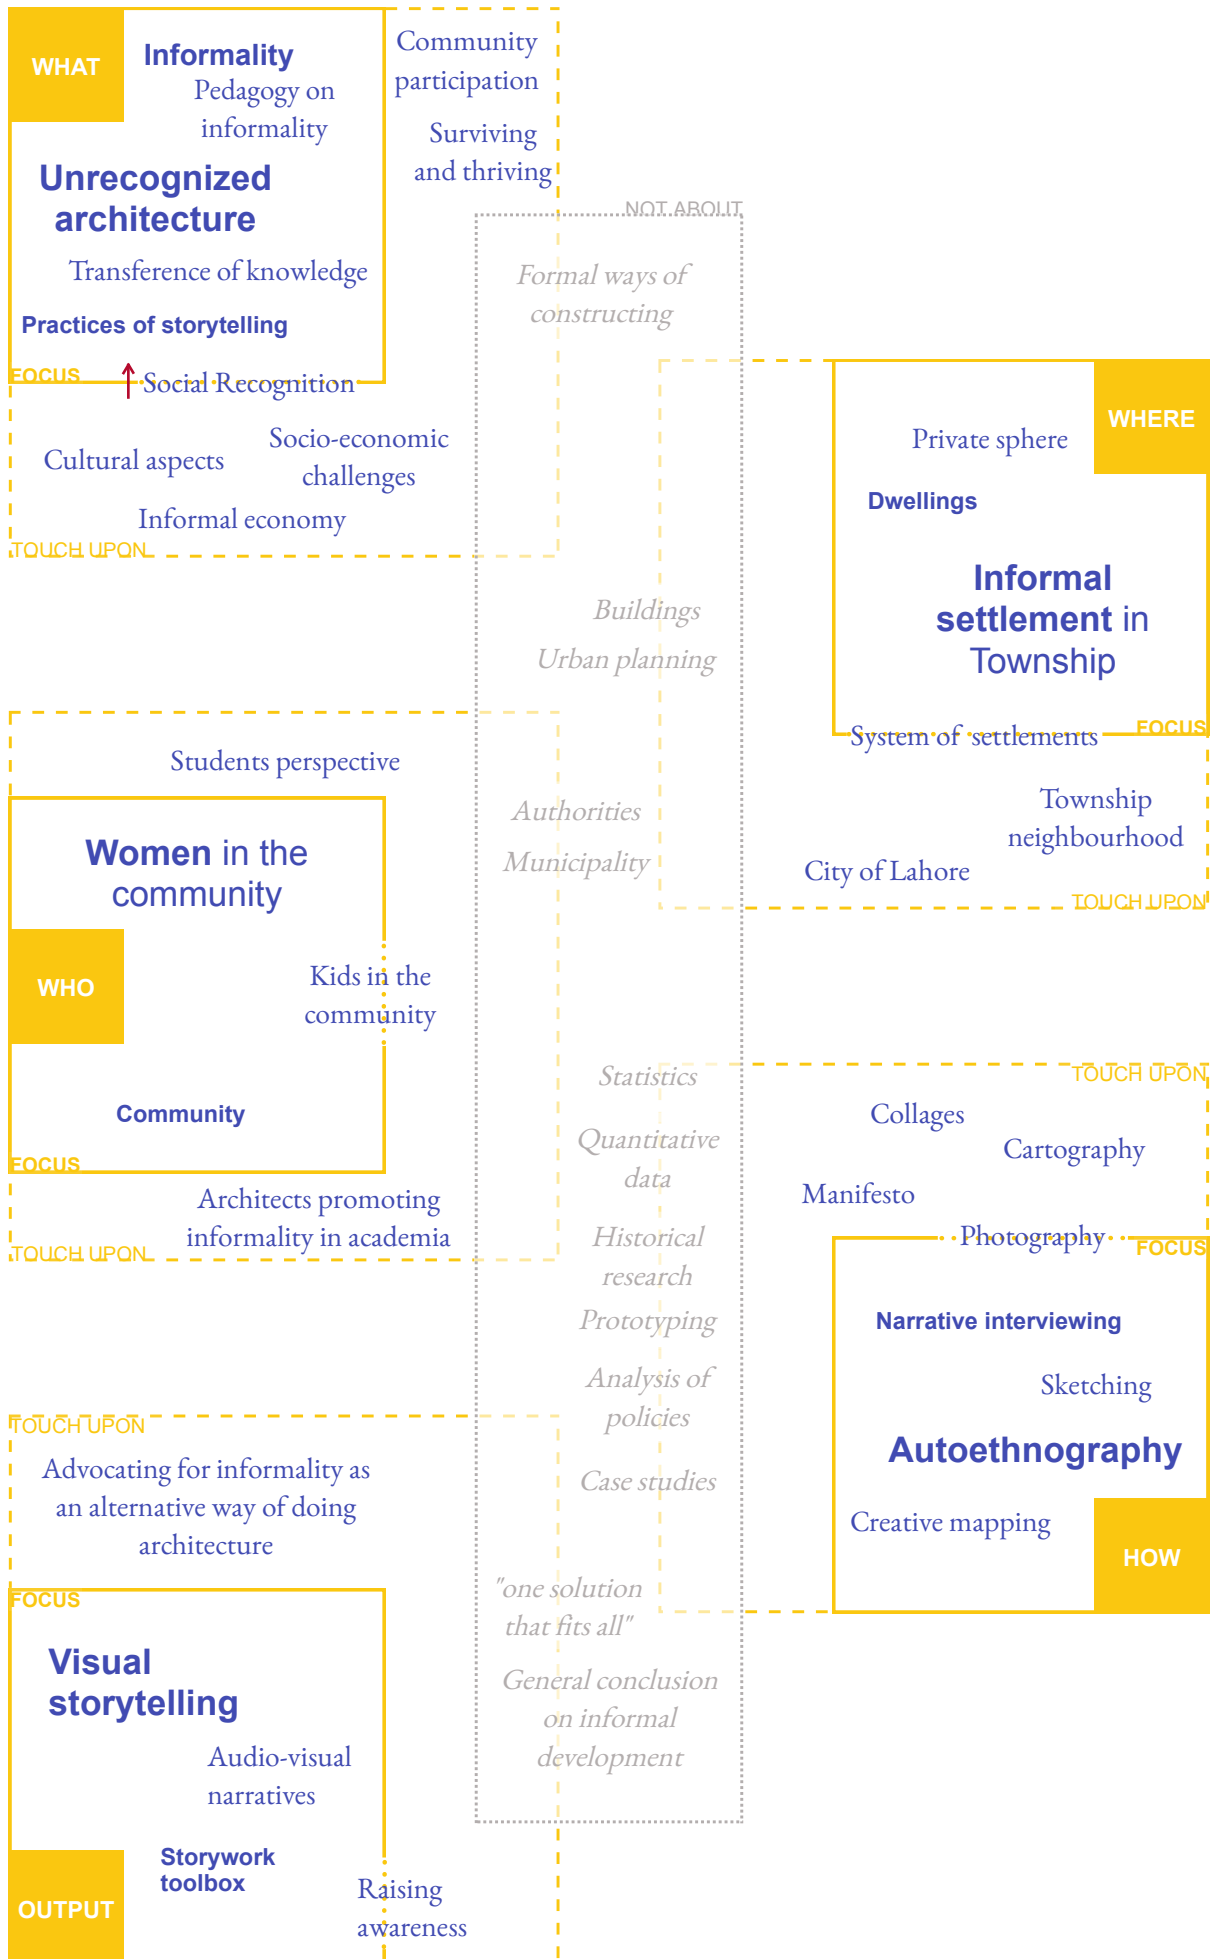 WHAT
Informality
Pedagogy on
informality
Unrecognized
architecture
Transference of knowledge
Practices of storytelling
FOCUS
Social Recognition
Community
participation
Surviving
and thriving
Cultural aspects
Socio-economic
challenges
Informal economy
TOUCH UPON
NOT ABOUT
Formal ways of
constructing
Buildings
Urban planning
Authorities
Municipality
Statistics
Quantitative
data
Historical
research
Prototyping
Analysis of
policies
Case studies
"one solution
that fits all"
General conclusion
on informal
development
WHERE
Private sphere
Dwellings
Informal
settlement in
Township
System of settlements
FOCUS
Township
neighbourhood
City of Lahore
TOUCH UPON
Students perspective
Women in the
community
WHO
Kids in the
community
Community
FOCUS
Architects promoting
informality in academia
TOUCH UPON
TOUCH UPON
Collages
Cartography
Manifesto
Photography
FOCUS
Narrative interviewing
Sketching
Autoethnography
Creative mapping
HOW
TOUCH UPON
Advocating for informality as
an alternative way of doing
architecture
FOCUS
Visual
storytelling
Audio-visual
narratives
Storywork
toolbox
OUTPUT
Raising
awareness